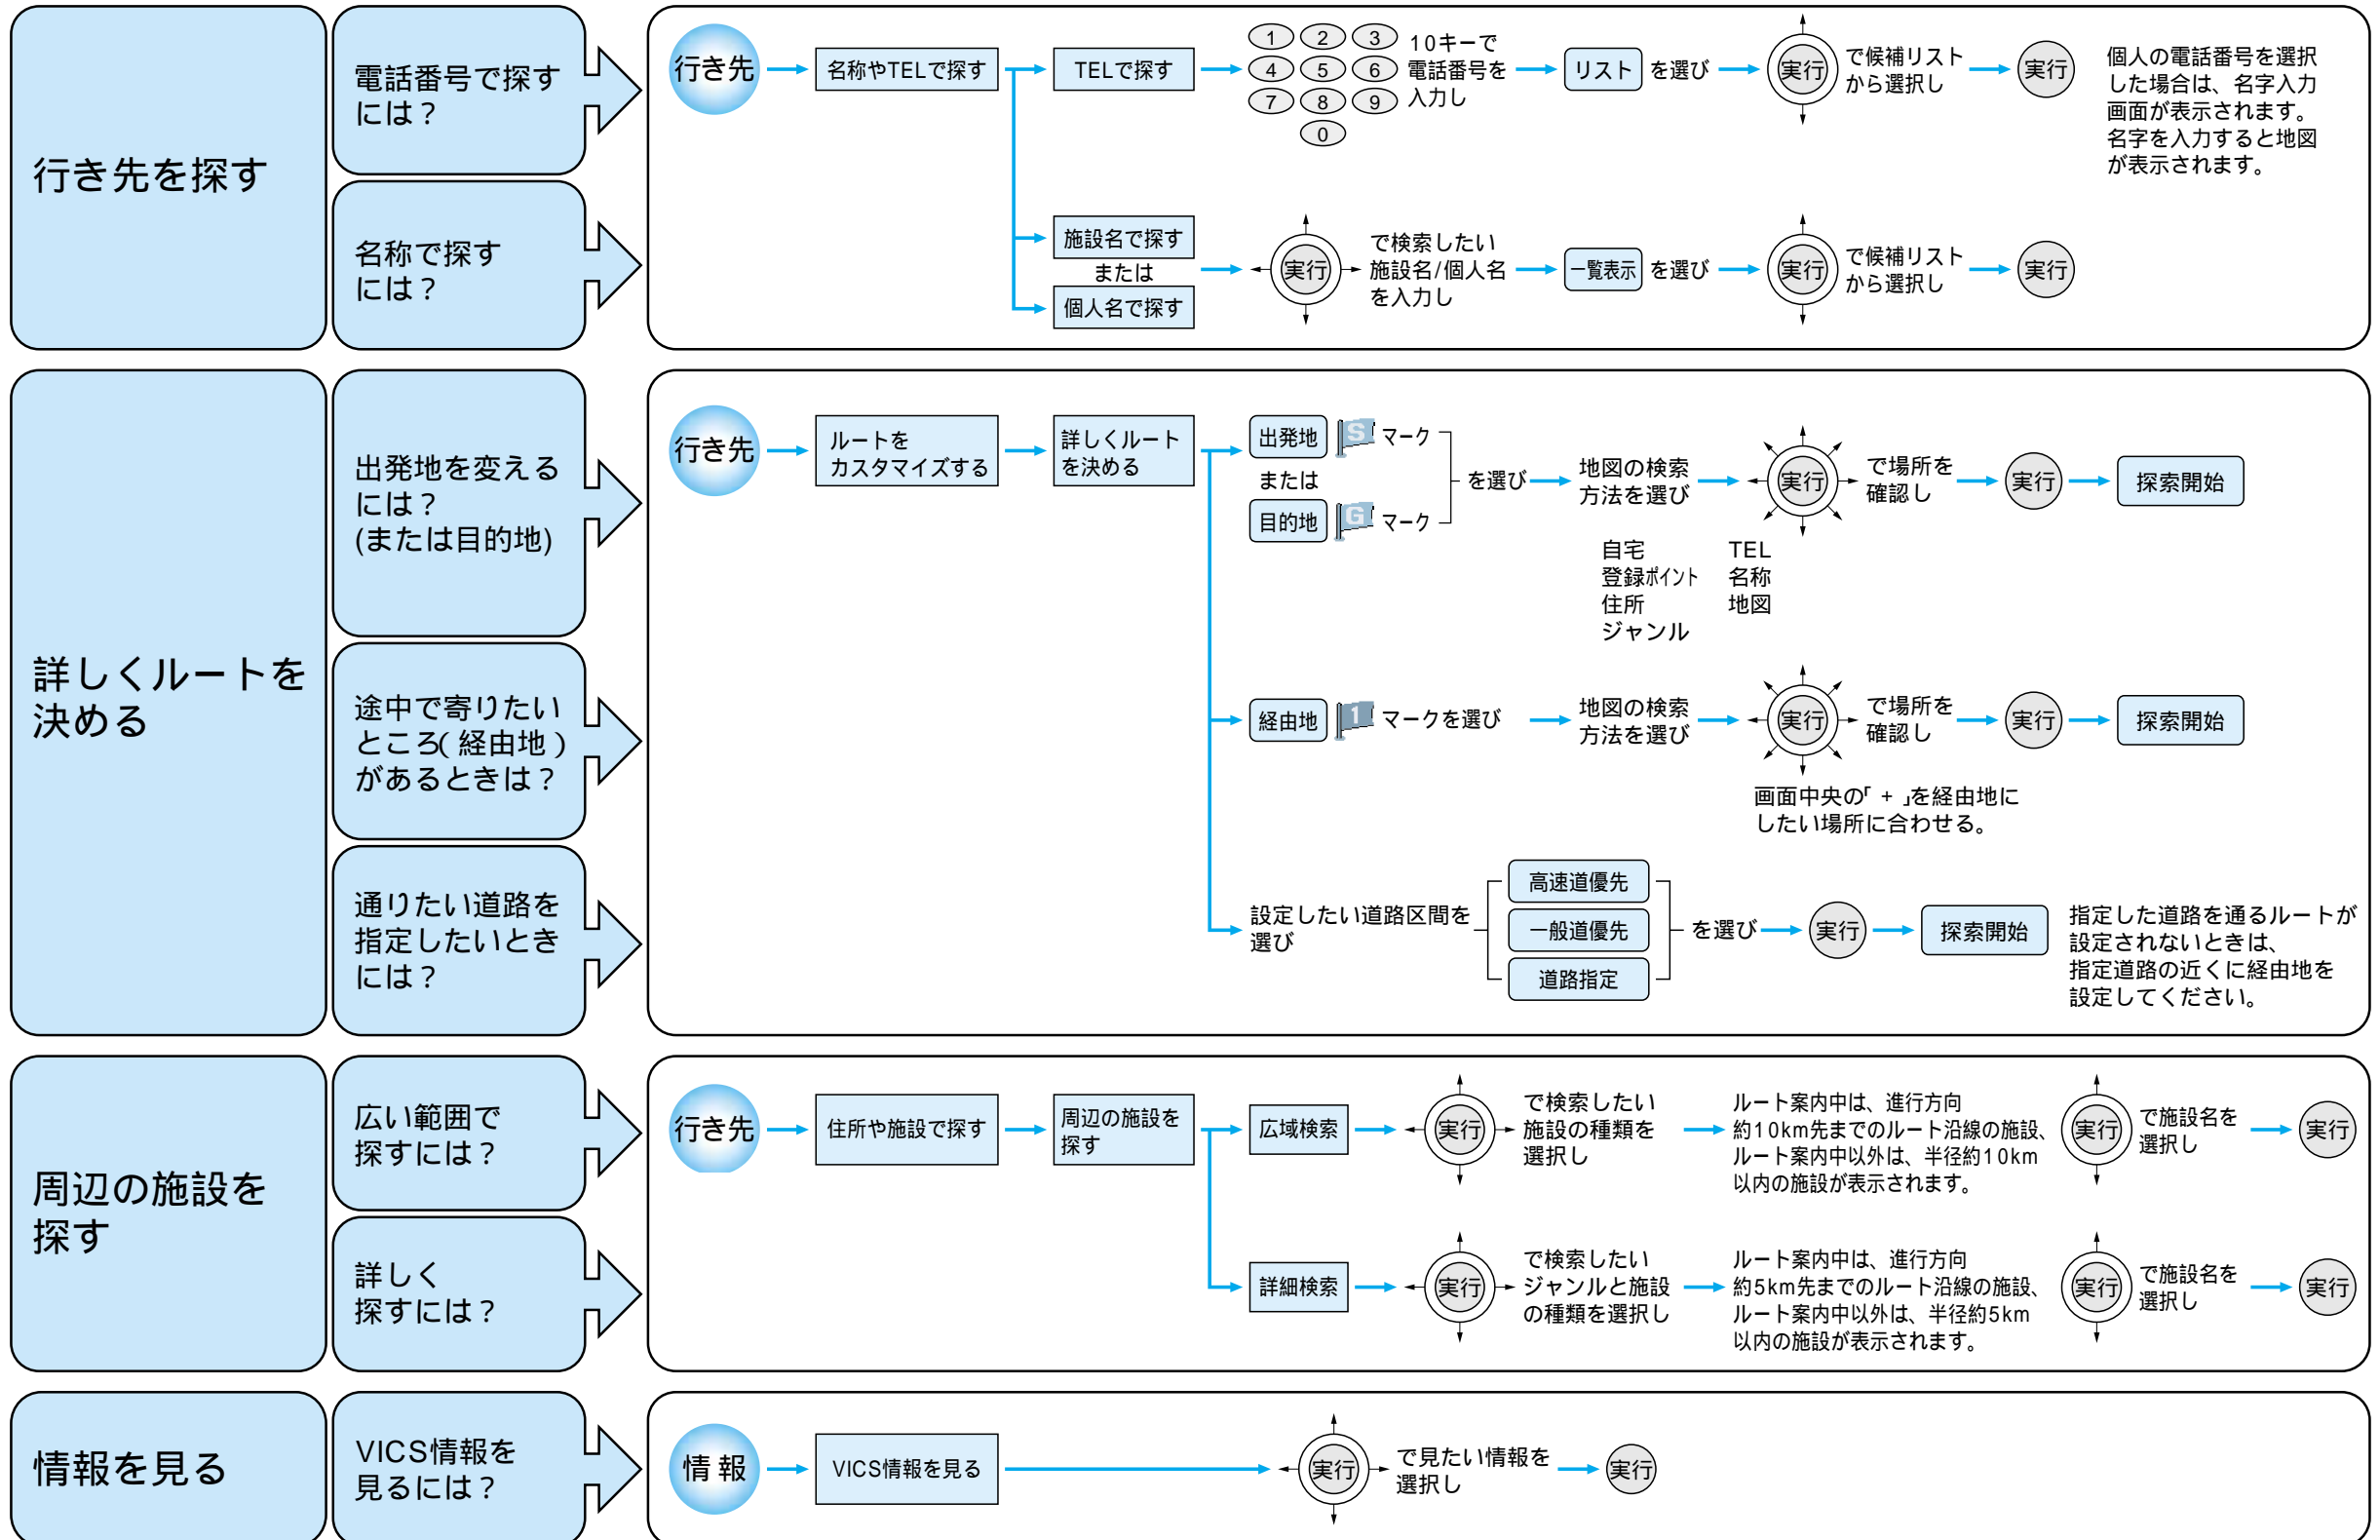 行き先を探す
電話番号で探す
には？
行き先
名称やTELで探す
TELで探す
1 2 3
4 5 6
7 8 9
0
10キーで
電話番号を
入力し
リスト を選び
実行
で候補リスト
から選択し
実行
個人の電話番号を選択
した場合は、名字入力
画面が表示されます。
名字を入力すると地図
が表示されます。
名称で探す
には？
施設名で探す
または
個人名で探す
実行
で検索したい
施設名/個人名
を入力し
一覧表示 を選び
実行
で候補リスト
から選択し
実行
詳しくルートを
決める
出発地を変える
には？
(または目的地)
行き先
ルートを
カスタマイズする
詳しくルート
を決める
出発地 S マーク
または
目的地 G マーク
を選び
地図の検索
方法を選び
自宅
登録ポイント
住所
ジャンル
TEL
名称
地図
実行
で場所を
確認し
実行
探索開始
途中で寄りたい
ところ(経由地)
があるときは？
経由地 1 マークを選び
地図の検索
方法を選び
実行
で場所を
確認し
実行
探索開始
画面中央の「+」を経由地に
したい場所に合わせる。
通りたい道路を
指定したいとき
には？
設定したい道路区間を
選び
高速道優先
一般道優先
道路指定
を選び
実行
探索開始
指定した道路を通るルートが
設定されないときは、
指定道路の近くに経由地を
設定してください。
周辺の施設を
探す
広い範囲で
探すには？
行き先
住所や施設で探す
周辺の施設を
探す
広域検索
実行
で検索したい
施設の種類を
選択し
ルート案内中は、進行方向
約10km先までのルート沿線の施設、
ルート案内中以外は、半径約10km
以内の施設が表示されます。
実行
で施設名を
選択し
実行
詳しく
探すには？
詳細検索
実行
で検索したい
ジャンルと施設
の種類を選択し
ルート案内中は、進行方向
約5km先までのルート沿線の施設、
ルート案内中以外は、半径約5km
以内の施設が表示されます。
実行
で施設名を
選択し
実行
情報を見る
VICS情報を
見るには？
情報
VICS情報を見る
実行
で見たい情報を
選択し
実行